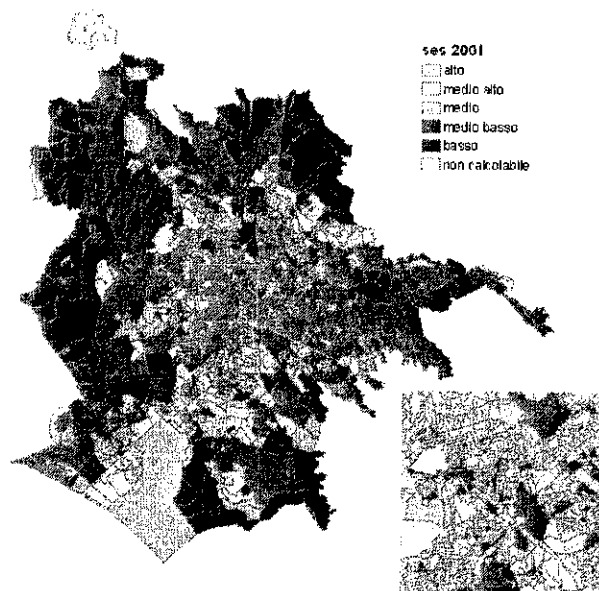 ses 2001
alto
medio alto
medio
medio basso
basso
non calcolabile